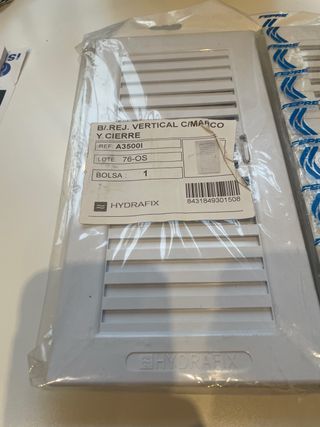 B/.REJ. VERTICAL C/MARCO
Y CIERRE
REF. A3500I
LOTE: 76-OS
BOLSA: 1
HYDRAFIX
8431849301508
HYDRAFIX